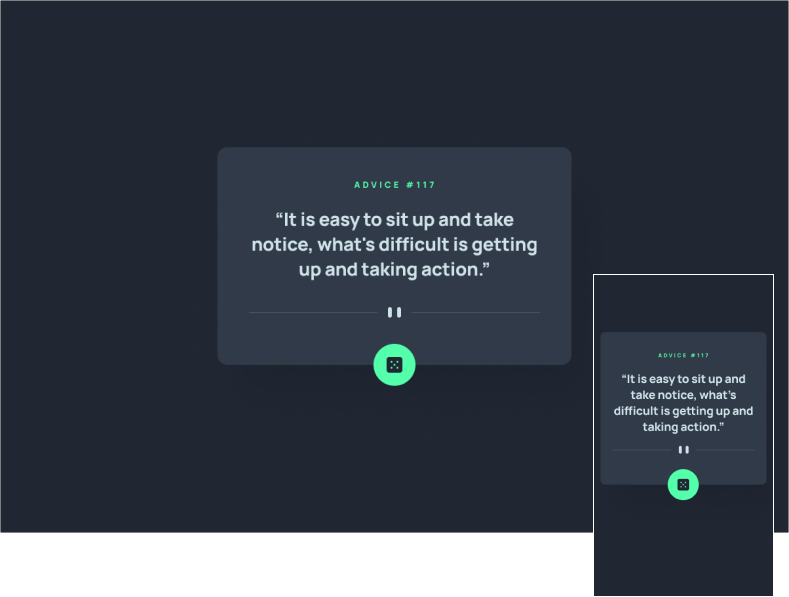 ADVICE #117
“It is easy to sit up and take
notice, what's difficult is getting
up and taking action.”
ADVICE #117
“It is easy to sit up and
take notice, what's
difficult is getting up and
taking action.”